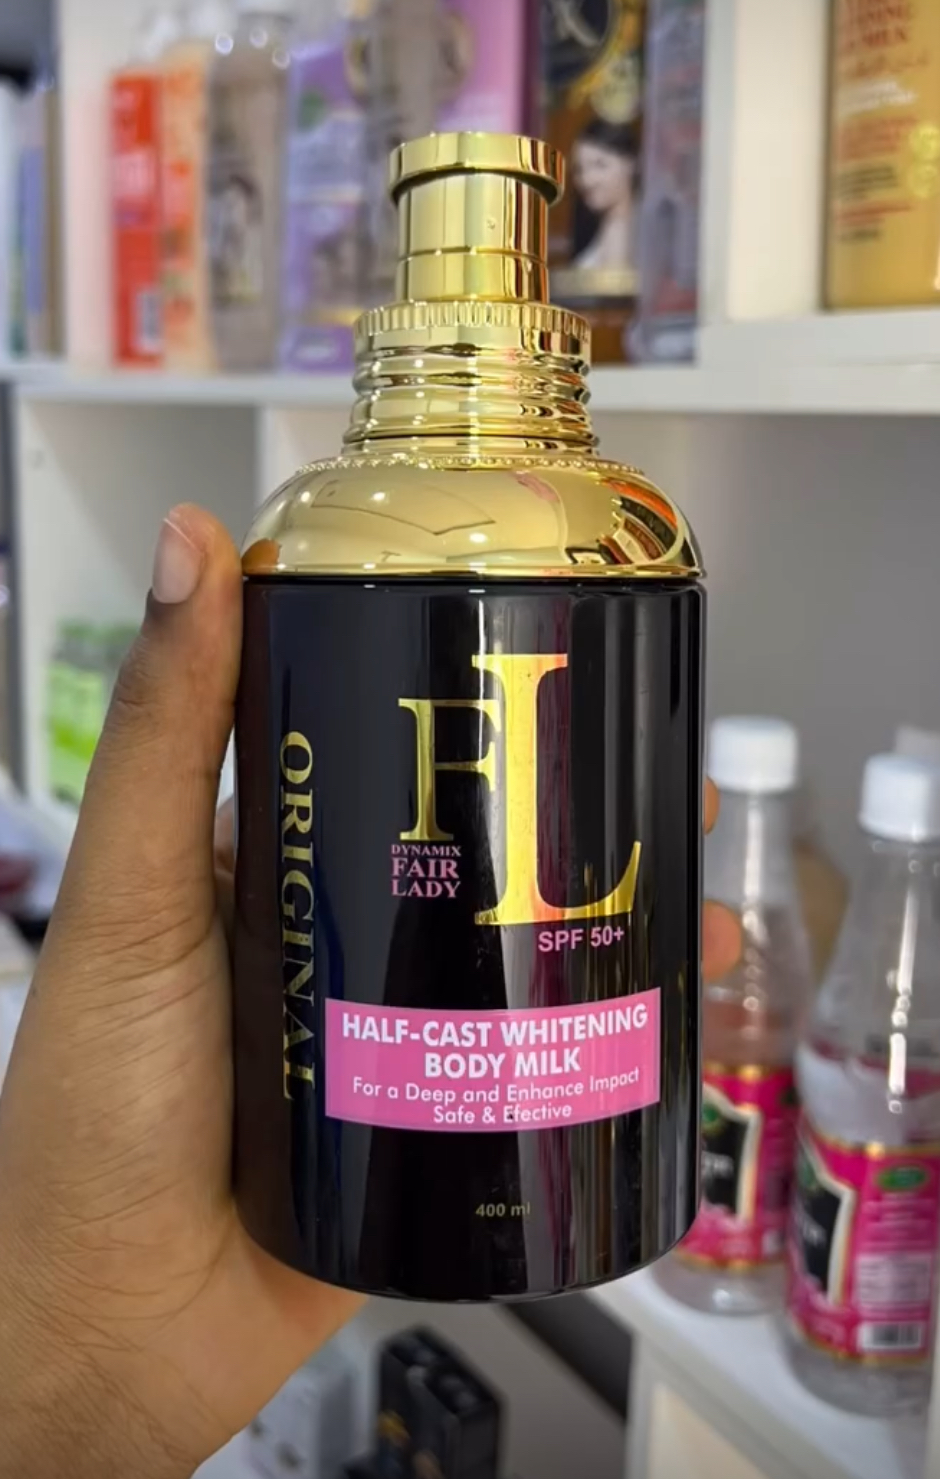 ORIGINAL
FL
DYNAMIX
FAIR
LADY
SPF 50+
HALF-CAST WHITENING
BODY MILK
For a Deep and Enhance Impact
Safe & Efective
400 ml